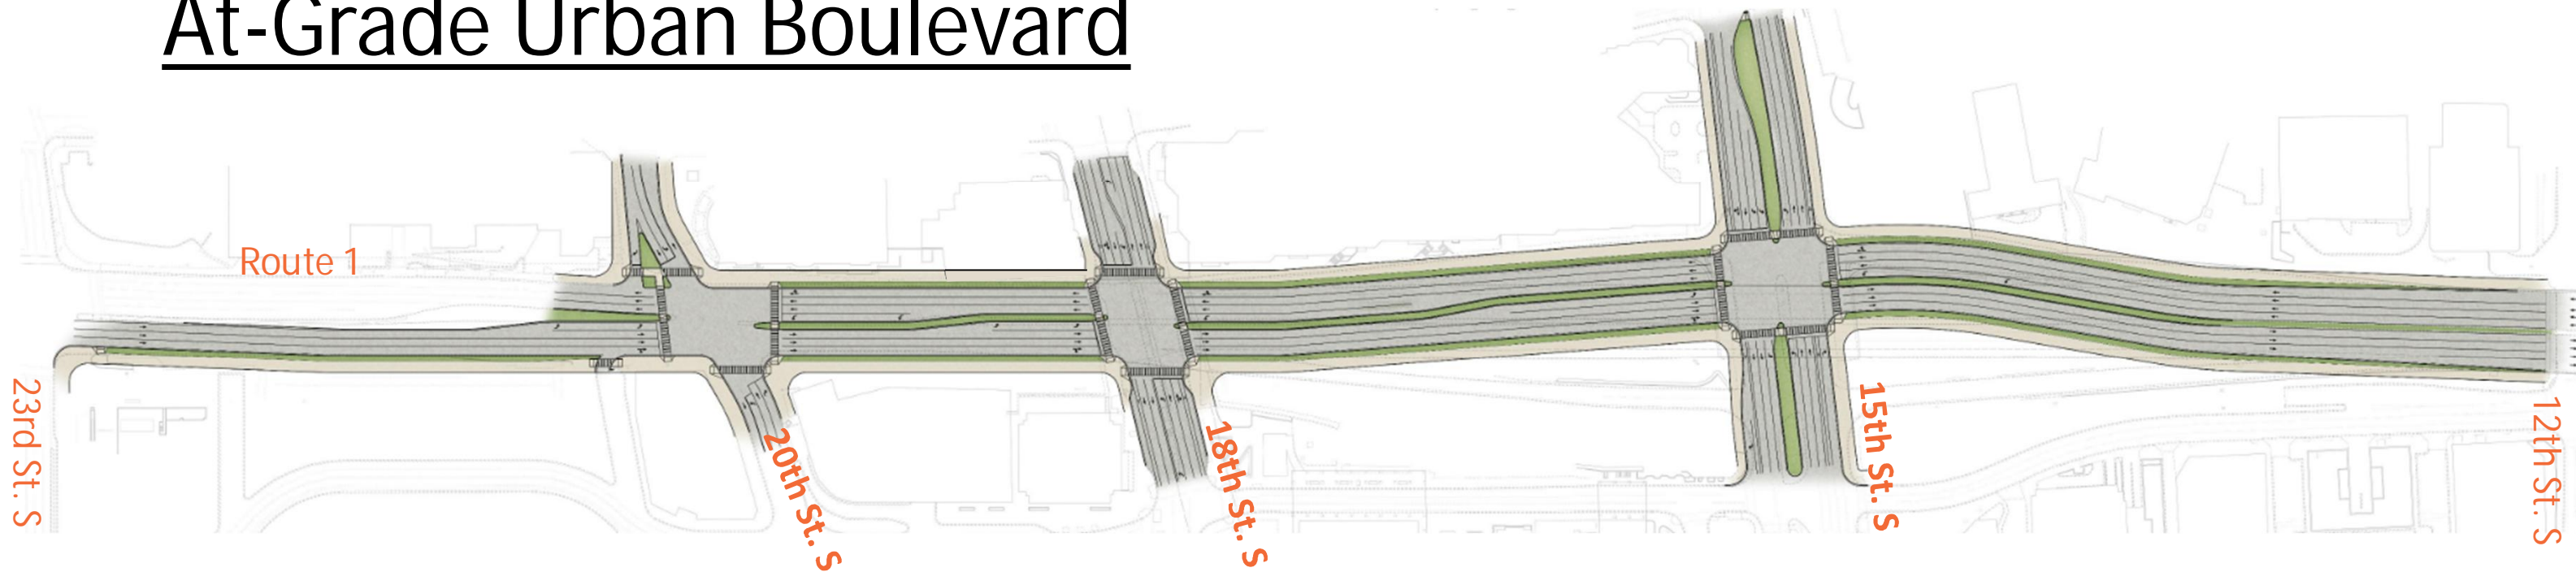 At-Grade Urban Boulevard
Route 1
23rd St. S
20th St. S
18th St. S
15th St. S
12th St. S